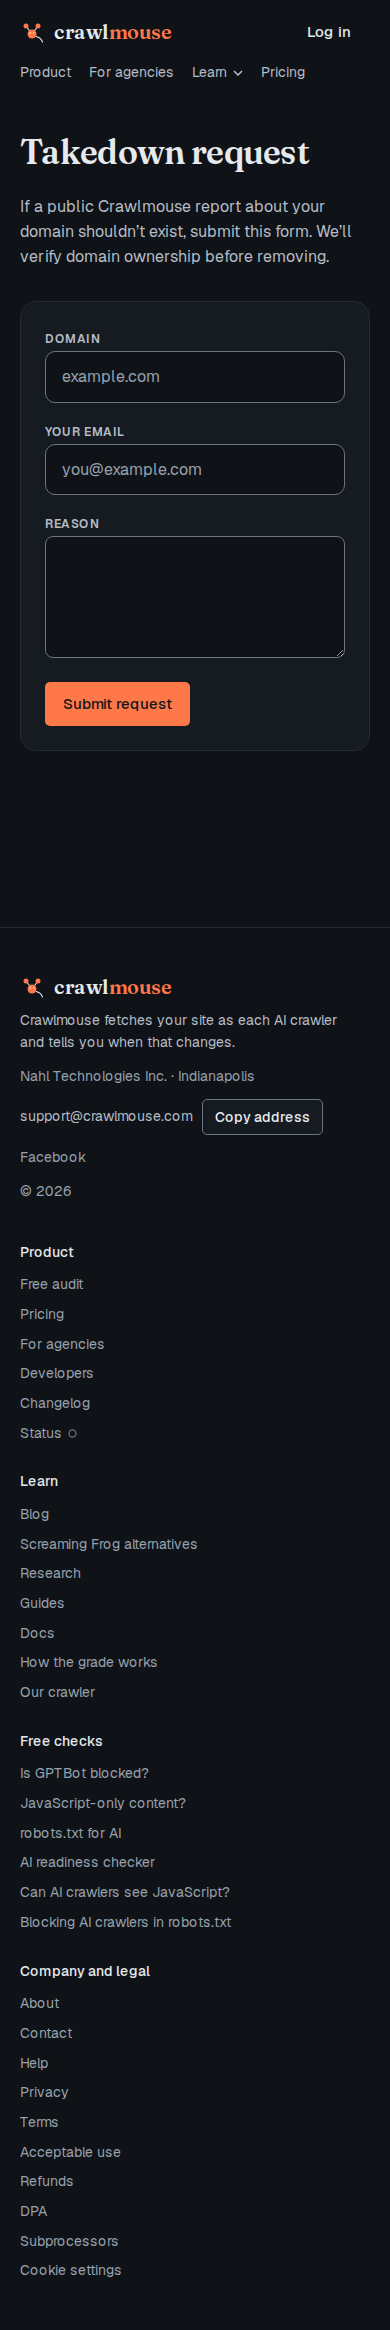 crawlmouse
Log in
Product For agencies Learn Pricing
Takedown request
If a public Crawlmouse report about your
domain shouldn’t exist, submit this form. We’ll
verify domain ownership before removing.
DOMAIN
example.com
YOUR EMAIL
you@example.com
REASON
Submit request
crawlmouse
Crawlmouse fetches your site as each AI crawler
and tells you when that changes.
Nahl Technologies Inc. · Indianapolis
support@crawlmouse.com Copy address
Facebook
© 2026
Product
Free audit
Pricing
For agencies
Developers
Changelog
Status
Learn
Blog
Screaming Frog alternatives
Research
Guides
Docs
How the grade works
Our crawler
Free checks
Is GPTBot blocked?
JavaScript-only content?
robots.txt for AI
AI readiness checker
Can AI crawlers see JavaScript?
Blocking AI crawlers in robots.txt
Company and legal
About
Contact
Help
Privacy
Terms
Acceptable use
Refunds
DPA
Subprocessors
Cookie settings